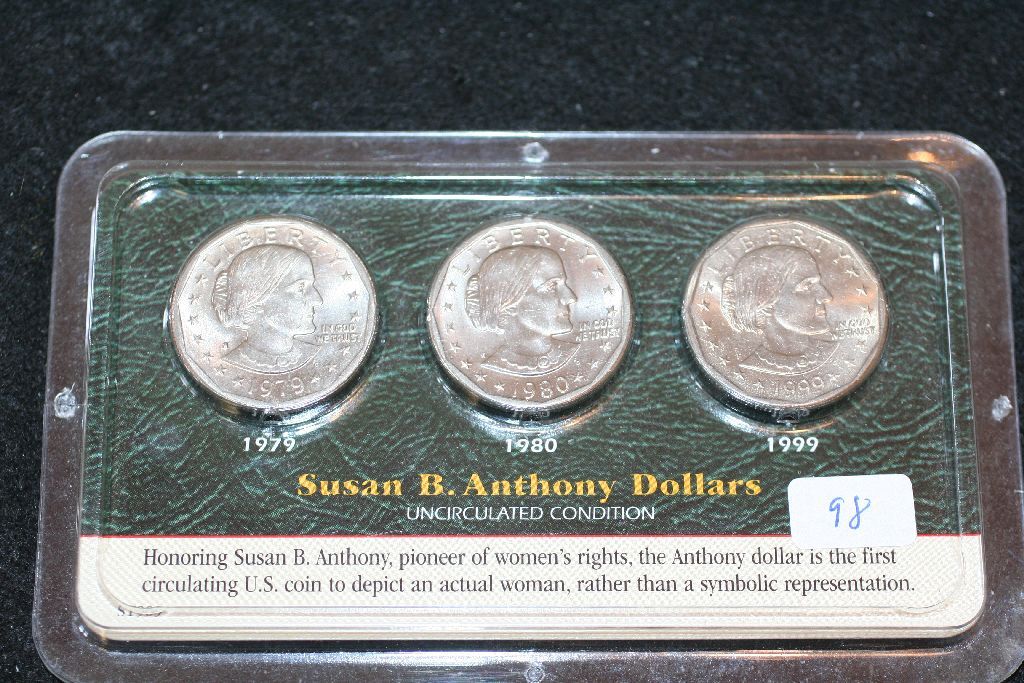 LIBERTY LIBERTY LIBERTY
IN GOD IN GOD IN GOD
WE TRUST WE TRUST WE TRUST
1979 1980 1999
1979 1980 1999
Susan B. Anthony Dollars
UNCIRCULATED CONDITION
98
Honoring Susan B. Anthony, pioneer of women's rights, the Anthony dollar is the first
circulating U.S. coin to depict an actual woman, rather than a symbolic representation.